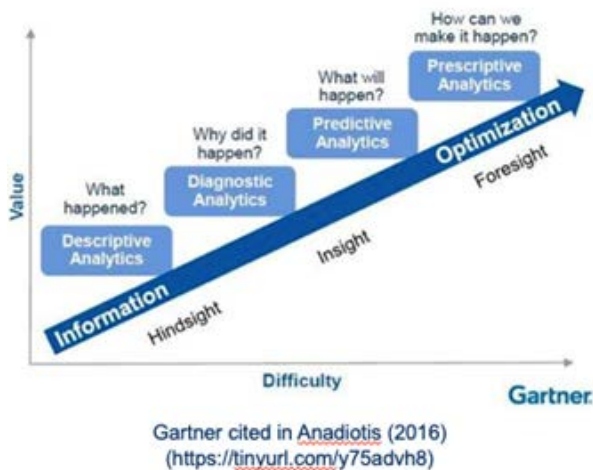 How can we
make it happen?
Prescriptive
Analytics
What will
happen?
Predictive
Analytics
Optimization
Why did it
happen?
Foresight
Diagnostic
Analytics
Value
What
happened?
Insight
Descriptive
Analytics
Information
Hindsight
Difficulty
Gartner
Gartner cited in Anadiotis (2016)
(https://tinyurl.com/y75advh8)